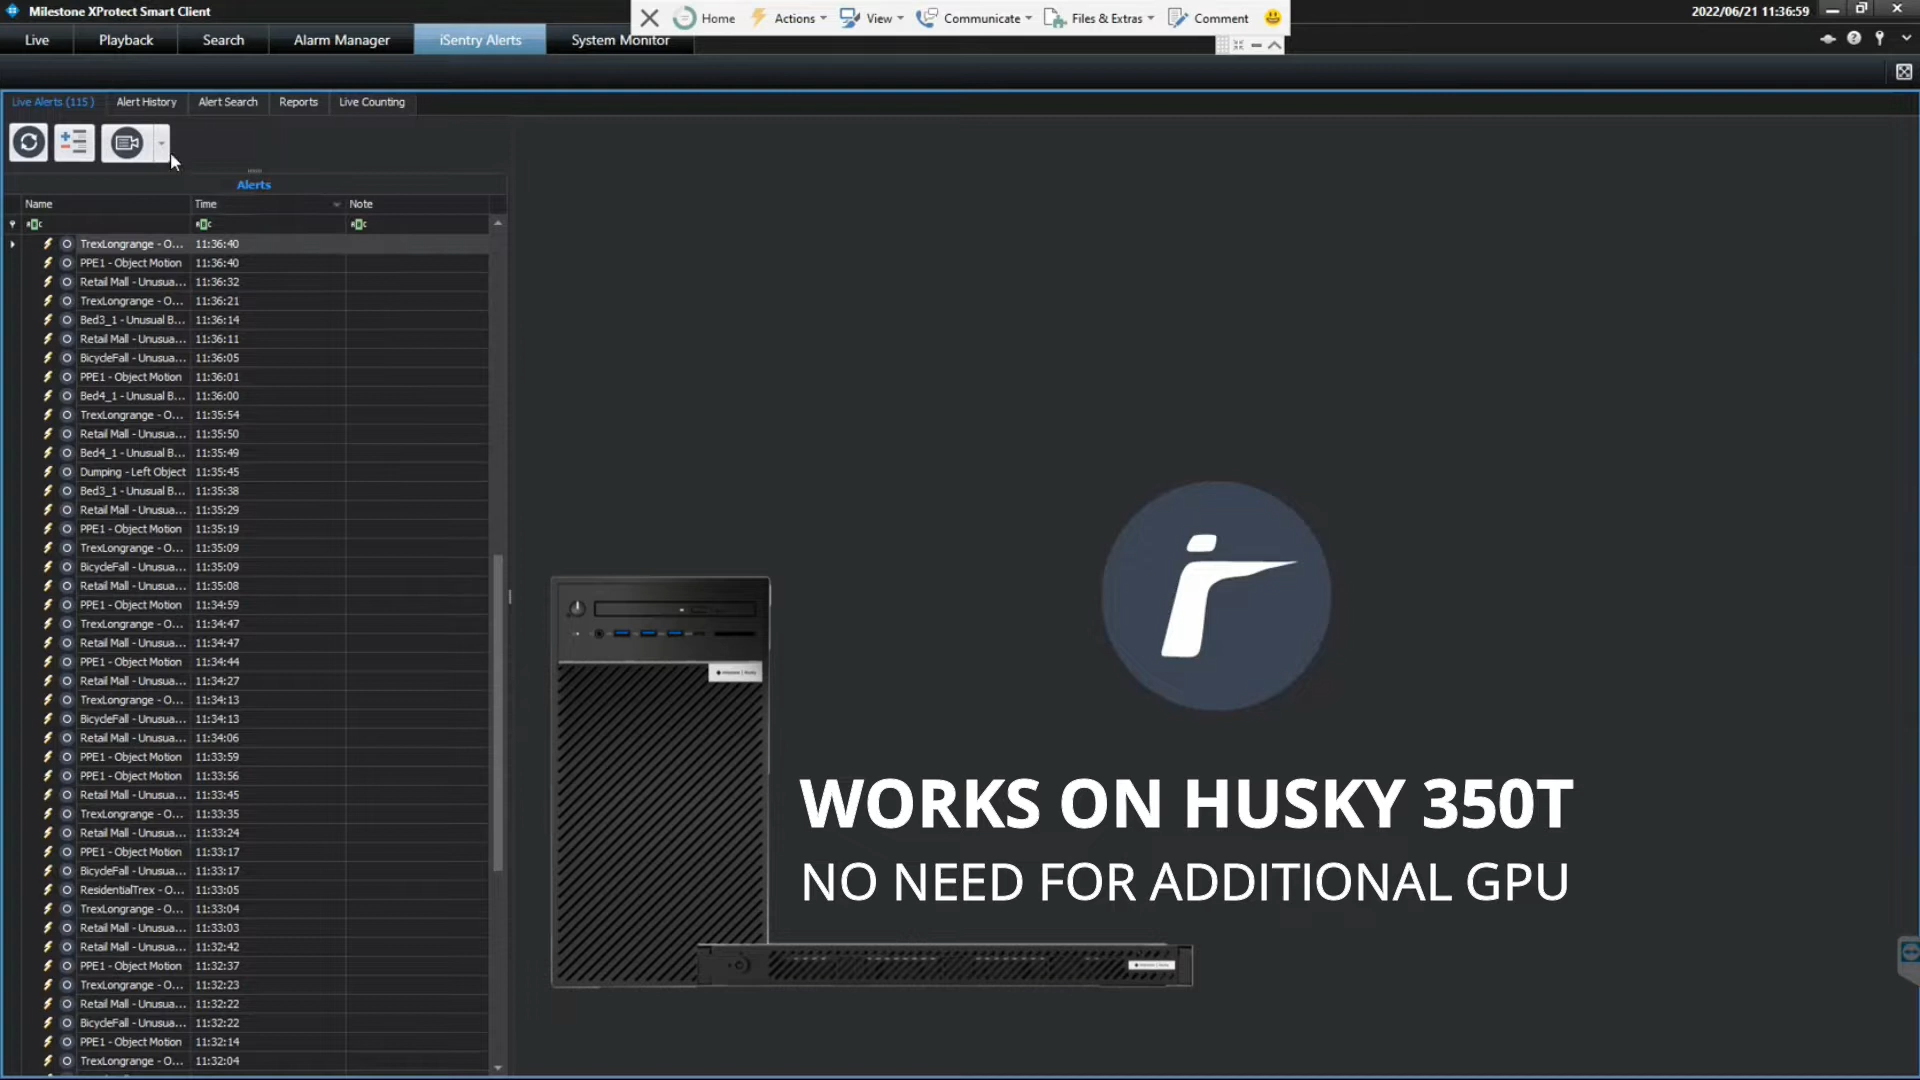 Milestone XProtect Smart Client
Home Actions View Communicate Files & Extras Comment
2022/06/21 11:36:59
Live Playback Search Alarm Manager iSentry Alerts System Monitor
Live Alerts (115) Alert History Alert Search Reports Live Counting
Alerts
Name Time Note
TrexLongrange - O... 11:36:40
PPE1 - Object Motion 11:36:40
Retail Mall - Unusua... 11:36:32
TrexLongrange - O... 11:36:21
Bed3_1 - Unusual B... 11:36:14
Retail Mall - Unusua... 11:36:11
BicycleFall - Unusua... 11:36:05
PPE1 - Object Motion 11:36:01
Bed4_1 - Unusual B... 11:36:00
TrexLongrange - O... 11:35:54
Retail Mall - Unusua... 11:35:50
Bed4_1 - Unusual B... 11:35:49
Dumping - Left Object 11:35:45
Bed3_1 - Unusual B... 11:35:38
Retail Mall - Unusua... 11:35:29
PPE1 - Object Motion 11:35:19
TrexLongrange - O... 11:35:09
BicycleFall - Unusua... 11:35:09
Retail Mall - Unusua... 11:35:08
PPE1 - Object Motion 11:34:59
TrexLongrange - O... 11:34:47
Retail Mall - Unusua... 11:34:47
PPE1 - Object Motion 11:34:44
Retail Mall - Unusua... 11:34:27
TrexLongrange - O... 11:34:13
BicycleFall - Unusua... 11:34:13
Retail Mall - Unusua... 11:34:06
PPE1 - Object Motion 11:33:59
PPE1 - Object Motion 11:33:56
Retail Mall - Unusua... 11:33:45
TrexLongrange - O... 11:33:35
Retail Mall - Unusua... 11:33:24
PPE1 - Object Motion 11:33:17
BicycleFall - Unusua... 11:33:17
ResidentialTrex - O... 11:33:05
TrexLongrange - O... 11:33:04
Retail Mall - Unusua... 11:33:03
Retail Mall - Unusua... 11:32:42
PPE1 - Object Motion 11:32:37
TrexLongrange - O... 11:32:23
Retail Mall - Unusua... 11:32:22
BicycleFall - Unusua... 11:32:22
PPE1 - Object Motion 11:32:14
TrexLongrange - O... 11:32:04
WORKS ON HUSKY 350T
NO NEED FOR ADDITIONAL GPU